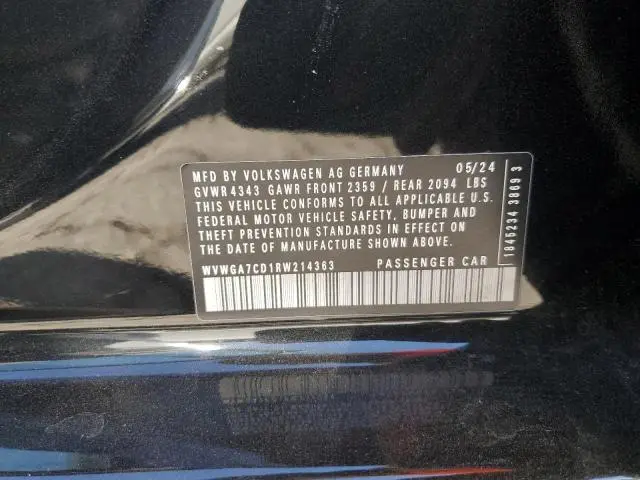 MFD BY VOLKSWAGEN AG GERMANY 05/24
GVWR 4343 GAWR FRONT 2359 / REAR 2094 LBS
THIS VEHICLE CONFORMS TO ALL APPLICABLE U.S.
FEDERAL MOTOR VEHICLE SAFETY, BUMPER AND
THEFT PREVENTION STANDARDS IN EFFECT ON
THE DATE OF MANUFACTURE SHOWN ABOVE.
WVWGA7CD1RW214363 PASSENGER CAR
1845234 3869 3